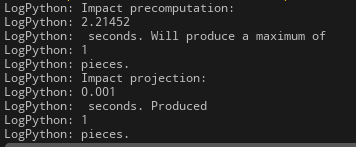 LogPython: Impact precomputation:
LogPython: 2.21452
LogPython:  seconds. Will produce a maximum of
LogPython: 1
LogPython: pieces.
LogPython: Impact projection:
LogPython: 0.001
LogPython:  seconds. Produced
LogPython: 1
LogPython: pieces.